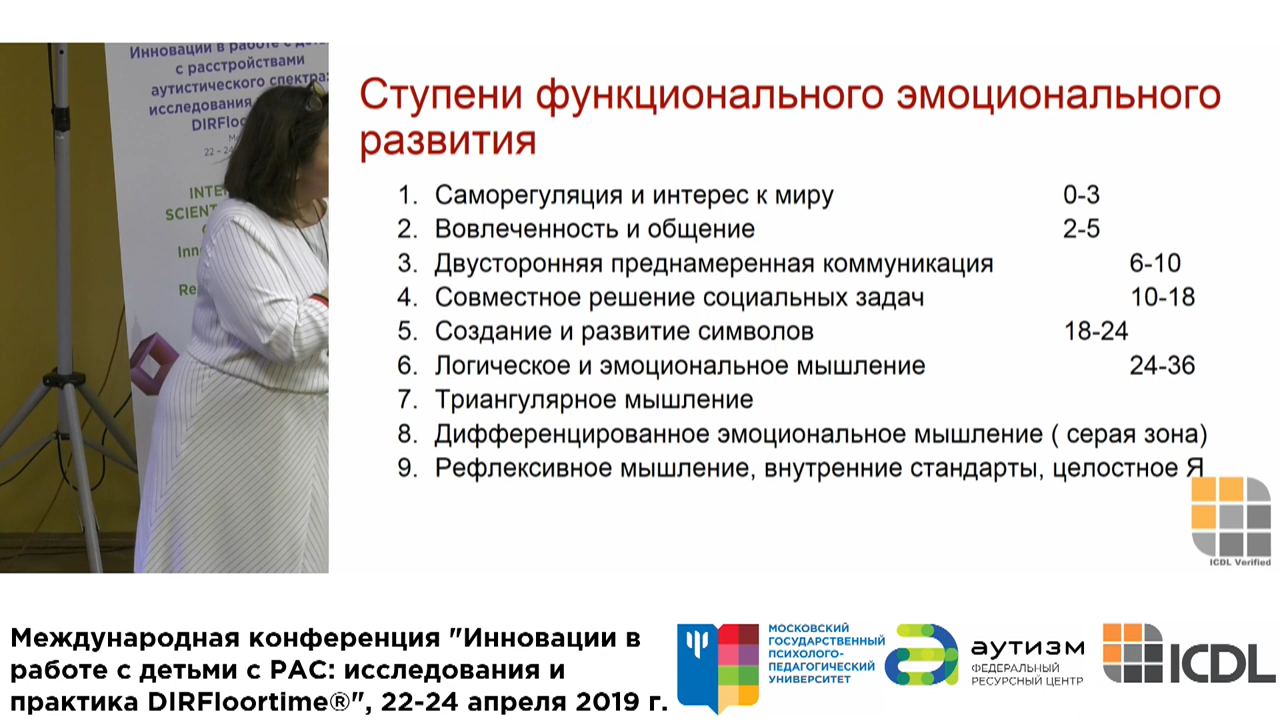 Инновации в работе с
с расстройствами
аутистического спектра:
исследования
22 – 24
INTE
SCIENT
Ступени функционального эмоционального
развития
1. Саморегуляция и интерес к миру 0-3
2. Вовлеченность и общение 2-5
3. Двусторонняя преднамеренная коммуникация 6-10
4. Совместное решение социальных задач 10-18
5. Создание и развитие символов 18-24
6. Логическое и эмоциональное мышление 24-36
7. Триангулярное мышление
8. Дифференцированное эмоциональное мышление ( серая зона)
9. Рефлексивное мышление, внутренние стандарты, целостное Я
ICDL Verified
Международная конференция "Инновации в
работе с детьми с РАС: исследования и
практика DIRFloortime®", 22-24 апреля 2019 г.
МОСКОВСКИЙ
ГОСУДАРСТВЕННЫЙ
ПСИХОЛОГО-
ПЕДАГОГИЧЕСКИЙ
УНИВЕРСИТЕТ
аутизм
ФЕДЕРАЛЬНЫЙ
РЕСУРСНЫЙ ЦЕНТР
ICDL